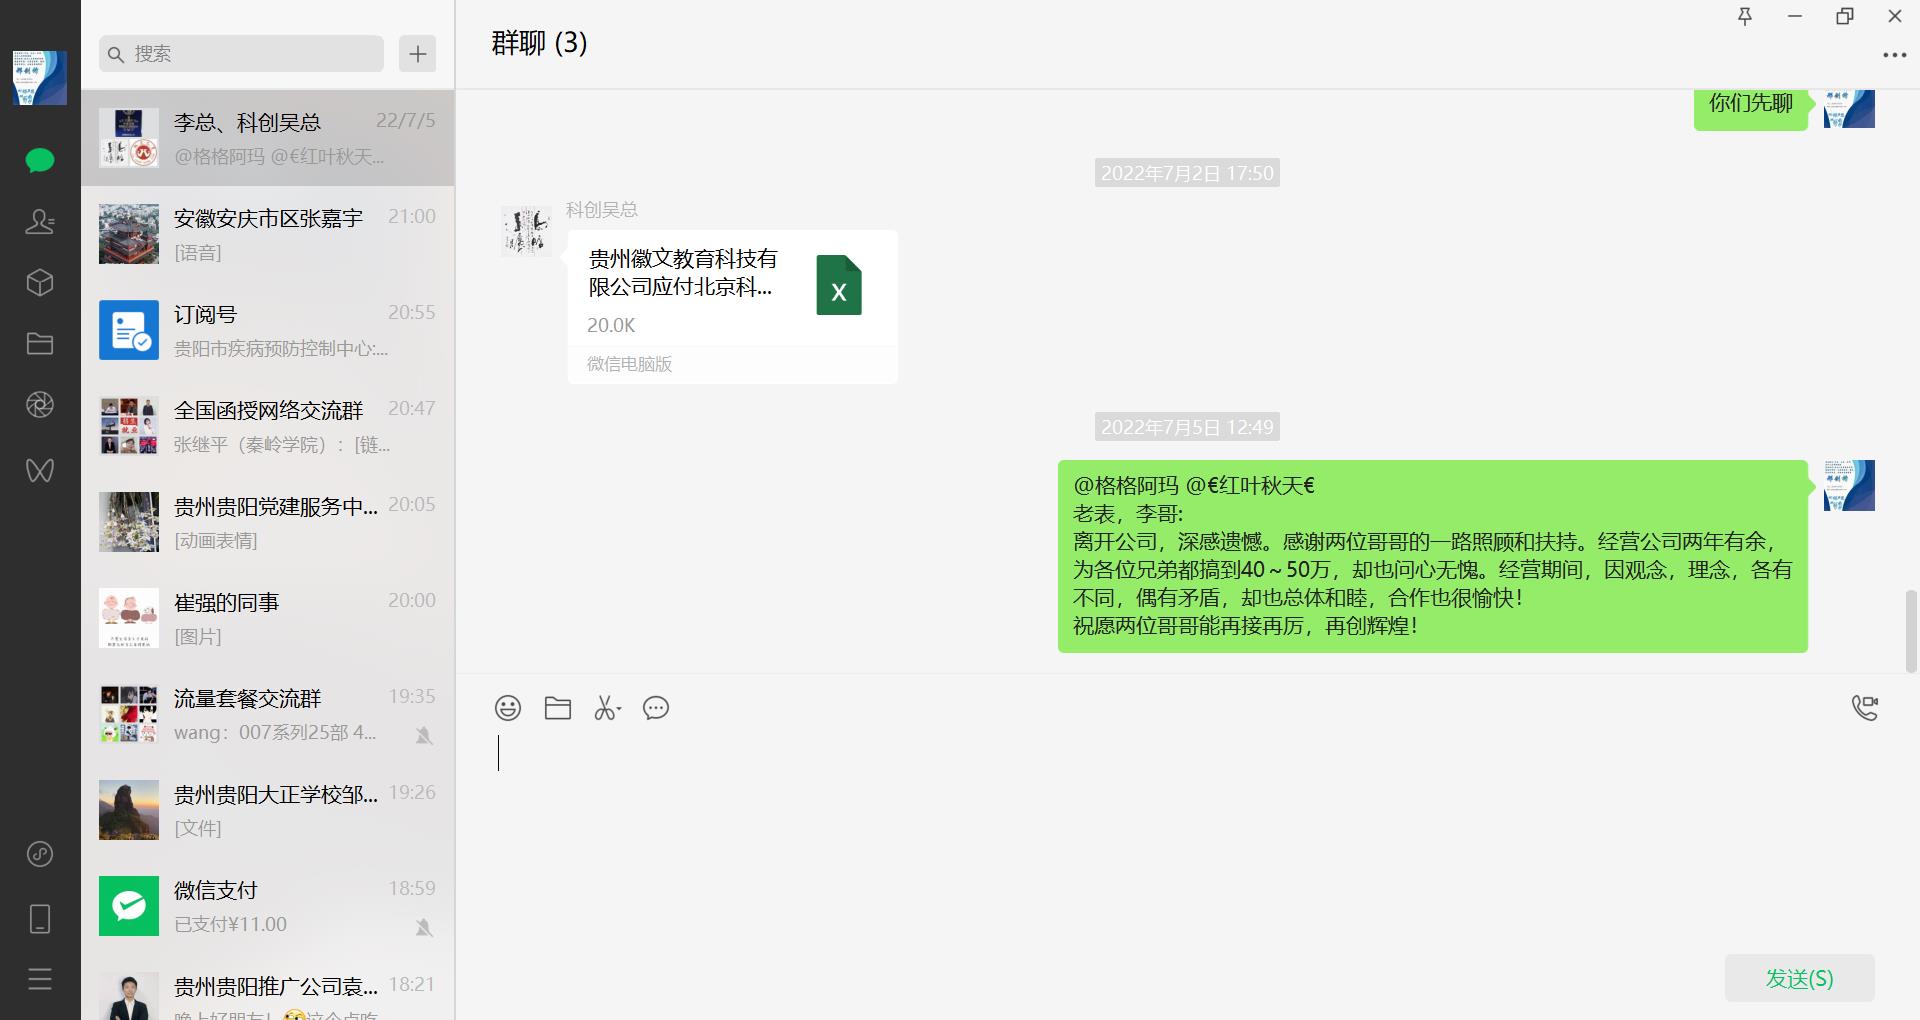 搜索
李总、科创吴总
22/7/5
@格格阿玛 @€红叶秋天...
安徽安庆市区张嘉宇
21:00
[语音]
订阅号
20:55
贵阳市疾病预防控制中心:...
全国函授网络交流群
20:47
张继平（秦岭学院）: [链...
贵州贵阳党建服务中...
20:05
[动画表情]
崔强的同事
20:00
[图片]
流量套餐交流群
19:35
wang: 007系列25部 4...
贵州贵阳大正学校邹...
19:26
[文件]
微信支付
18:59
已支付¥11.00
贵州贵阳推广公司袁...
18:21
晚上好朋友！这个点吃
群聊 (3)
你们先聊
2022年7月2日 17:50
科创吴总
贵州徽文教育科技有
限公司应付北京科...
X
20.0K
微信电脑版
2022年7月5日 12:49
@格格阿玛 @€红叶秋天€
老表，李哥:
离开公司，深感遗憾。感谢两位哥哥的一路照顾和扶持。经营公司两年有余，
为各位兄弟都搞到40～50万，却也问心无愧。经营期间，因观念，理念，各有
不同，偶有矛盾，却也总体和睦，合作也很愉快！
祝愿两位哥哥能再接再厉，再创辉煌！
发送(S)